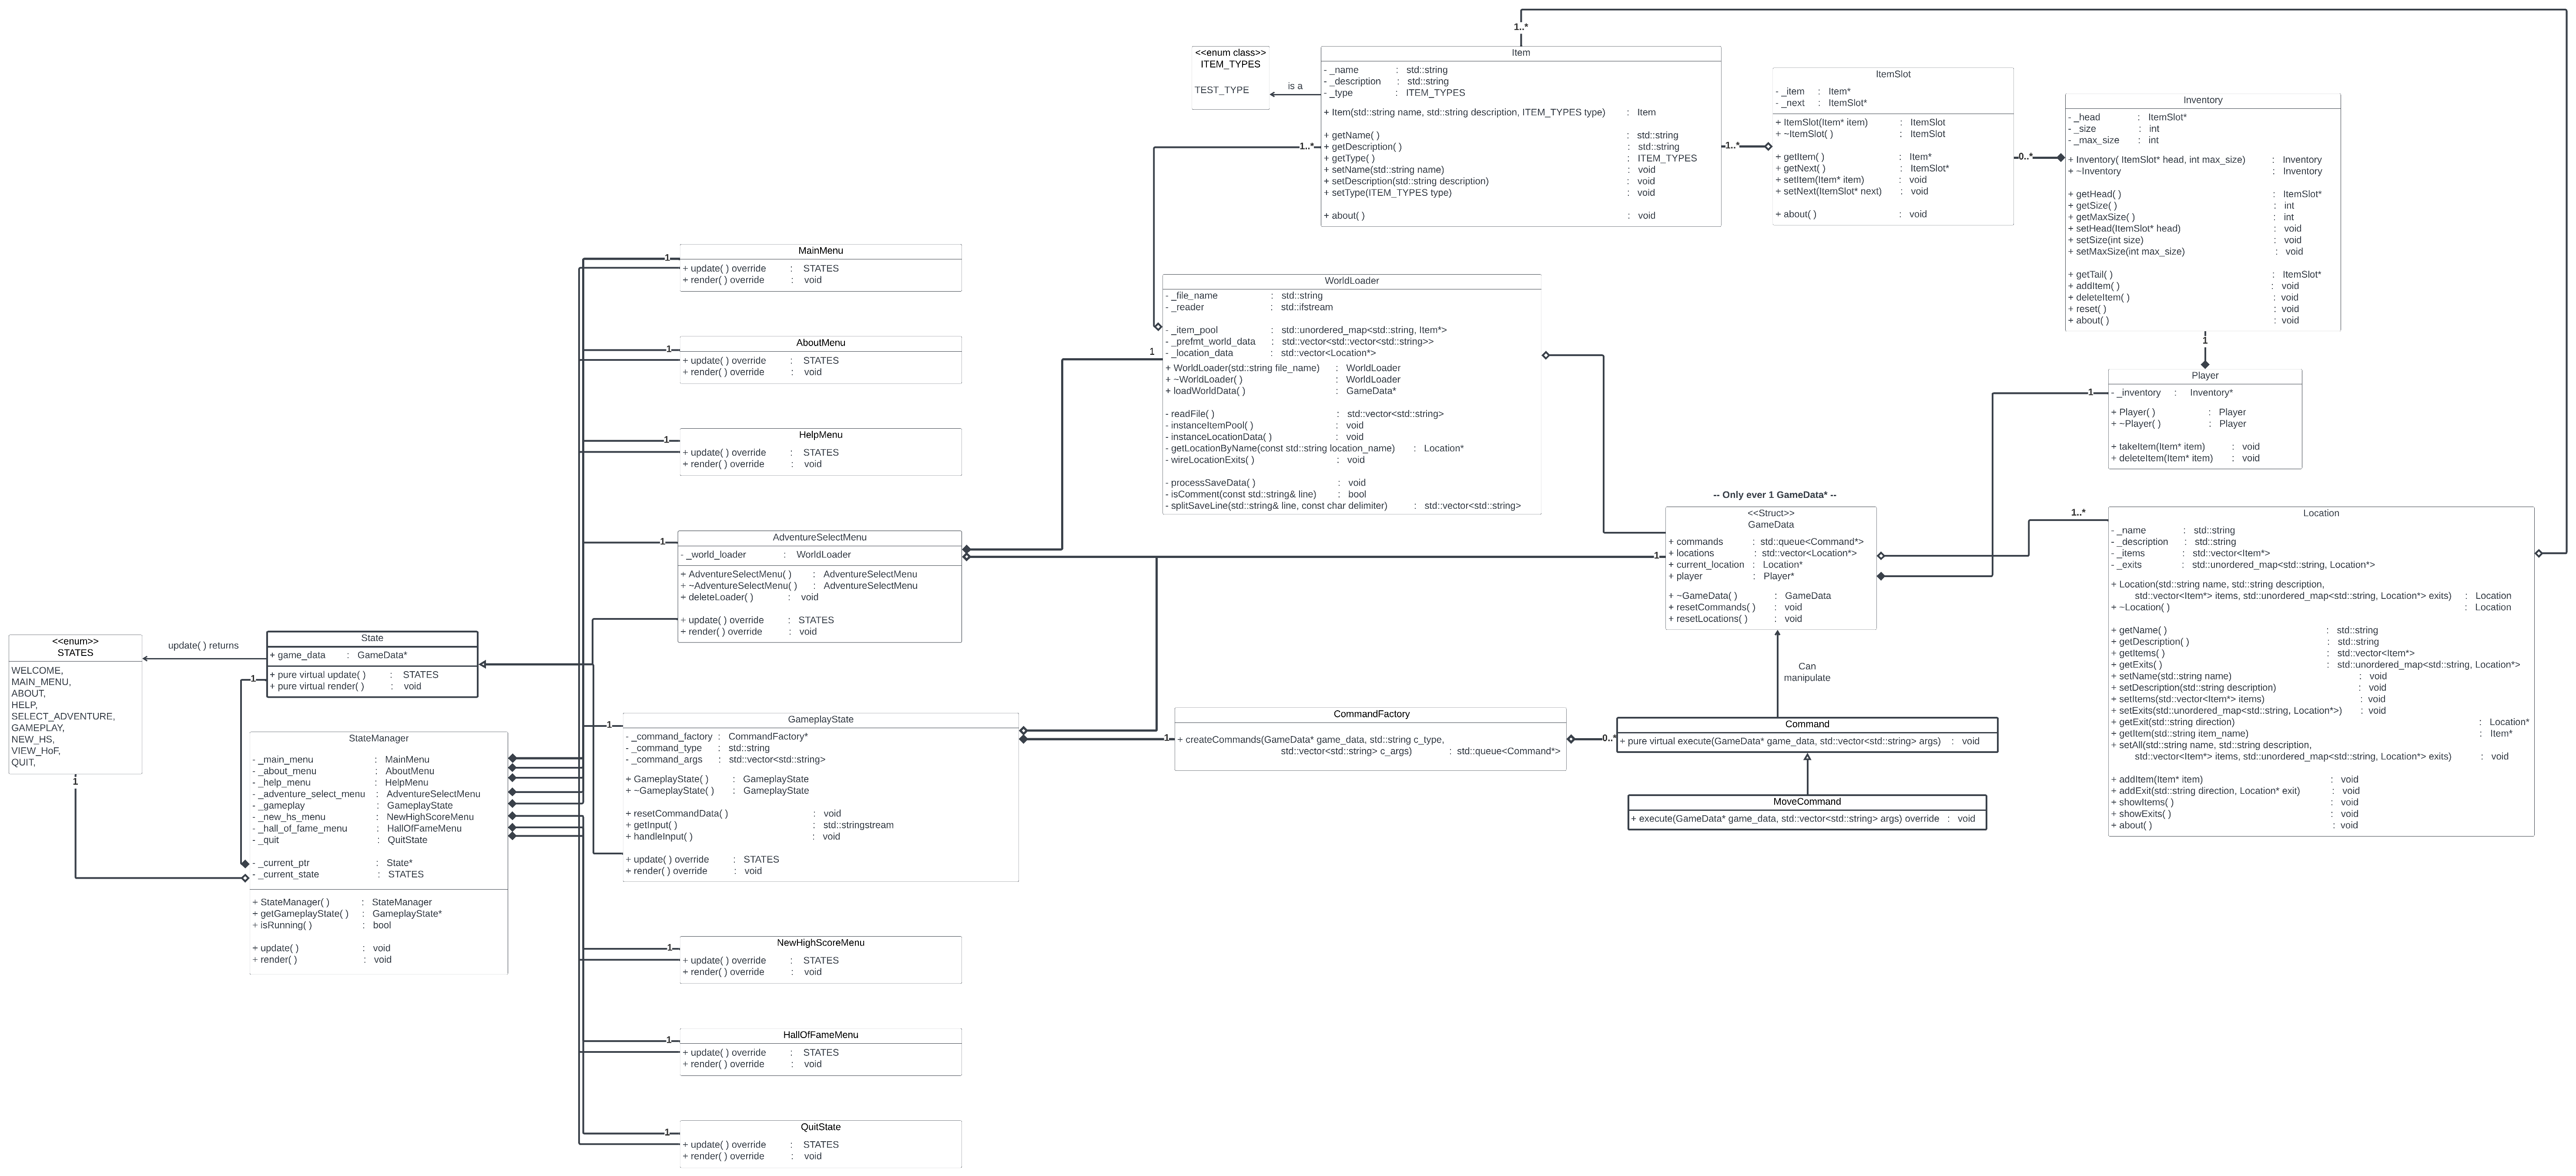 1..*
<<enum class>>
ITEM_TYPES
TEST_TYPE
is a
Item
- _name : std::string
- _description : std::string
- _type : ITEM_TYPES
+ Item(std::string name, std::string description, ITEM_TYPES type) : Item
+ getName( ) : std::string
+ getDescription( ) : std::string
+ getType( ) : ITEM_TYPES
+ setName(std::string name) : void
+ setDescription(std::string description) : void
+ setType(ITEM_TYPES type) : void
+ about( ) : void
1..*
1..*
ItemSlot
- _item : Item*
- _next : ItemSlot*
+ ItemSlot(Item* item) : ItemSlot
+ ~ItemSlot( ) : ItemSlot
+ getItem( ) : Item*
+ getNext( ) : ItemSlot*
+ setItem(Item* item) : void
+ setNext(ItemSlot* next) : void
+ about( ) : void
0..*
Inventory
- _head : ItemSlot*
- _size : int
- _max_size : int
+ Inventory( ItemSlot* head, int max_size) : Inventory
+ ~Inventory : Inventory
+ getHead( ) : ItemSlot*
+ getSize( ) : int
+ getMaxSize( ) : int
+ setHead(ItemSlot* head) : void
+ setSize(int size) : void
+ setMaxSize(int max_size) : void
+ getTail( ) : ItemSlot*
+ addItem( ) : void
+ deleteItem( ) : void
+ reset( ) : void
+ about( ) : void
1
Player
- _inventory : Inventory*
+ Player( ) : Player
+ ~Player( ) : Player
+ takeItem(Item* item) : void
+ deleteItem(Item* item) : void
1
MainMenu
+ update( ) override : STATES
+ render( ) override : void
1
AboutMenu
+ update( ) override : STATES
+ render( ) override : void
1
HelpMenu
+ update( ) override : STATES
+ render( ) override : void
1
WorldLoader
- _file_name : std::string
- _reader : std::ifstream
- _item_pool : std::unordered_map<std::string, Item*>
- _prefmt_world_data : std::vector<std::vector<std::string>>
- _location_data : std::vector<Location*>
+ WorldLoader(std::string file_name) : WorldLoader
+ ~WorldLoader( ) : WorldLoader
+ loadWorldData( ) : GameData*
- readFile( ) : std::vector<std::string>
- instanceItemPool( ) : void
- instanceLocationData( ) : void
- getLocationByName(const std::string location_name) : Location*
- wireLocationExits( ) : void
- processSaveData( ) : void
- isComment(const std::string& line) : bool
- splitSaveLine(std::string& line, const char delimiter) : std::vector<std::string>
1
-- Only ever 1 GameData* --
<<Struct>>
GameData
+ commands : std::queue<Command*>
+ locations : std::vector<Location*>
+ current_location : Location*
+ player : Player*
+ ~GameData( ) : GameData
+ resetCommands( ) : void
+ resetLocations( ) : void
1
1..*
Location
- _name : std::string
- _description : std::string
- _items : std::vector<Item*>
- _exits : std::unordered_map<std::string, Location*>
+ Location(std::string name, std::string description,
std::vector<Item*> items, std::unordered_map<std::string, Location*> exits) : Location
+ ~Location( ) : Location
+ getName( ) : std::string
+ getDescription( ) : std::string
+ getItems( ) : std::vector<Item*>
+ getExits( ) : std::unordered_map<std::string, Location*>
+ setName(std::string name) : void
+ setDescription(std::string description) : void
+ setItems(std::vector<Item*> items) : void
+ setExits(std::unordered_map<std::string, Location*>) : void
+ getExit(std::string direction) : Location*
+ getItem(std::string item_name) : Item*
+ setAll(std::string name, std::string description,
std::vector<Item*> items, std::unordered_map<std::string, Location*> exits) : void
+ addItem(Item* item) : void
+ addExit(std::string direction, Location* exit) : void
+ showItems( ) : void
+ showExits( ) : void
+ about( ) : void
AdventureSelectMenu
- _world_loader : WorldLoader
+ AdventureSelectMenu( ) : AdventureSelectMenu
+ ~AdventureSelectMenu( ) : AdventureSelectMenu
+ deleteLoader( ) : void
+ update( ) override : STATES
+ render( ) override : void
1
<<enum>>
STATES
WELCOME,
MAIN_MENU,
ABOUT,
HELP,
SELECT_ADVENTURE,
GAMEPLAY,
NEW_HS,
VIEW_HoF,
QUIT,
1
update( ) returns
State
+ game_data : GameData*
+ pure virtual update( ) : STATES
+ pure virtual render( ) : void
1
StateManager
- _main_menu : MainMenu
- _about_menu : AboutMenu
- _help_menu : HelpMenu
- _adventure_select_menu : AdventureSelectMenu
- _gameplay : GameplayState
- _new_hs_menu : NewHighScoreMenu
- _hall_of_fame_menu : HallOfFameMenu
- _quit : QuitState
- _current_ptr : State*
- _current_state : STATES
+ StateManager( ) : StateManager
+ getGameplayState( ) : GameplayState*
+ isRunning( ) : bool
+ update( ) : void
+ render( ) : void
1
GameplayState
- _command_factory : CommandFactory*
- _command_type : std::string
- _command_args : std::vector<std::string>
+ GameplayState( ) : GameplayState
+ ~GameplayState( ) : GameplayState
+ resetCommandData( ) : void
+ getInput( ) : std::stringstream
+ handleInput( ) : void
+ update( ) override : STATES
+ render( ) override : void
1
CommandFactory
+ createCommands(GameData* game_data, std::string c_type,
std::vector<std::string> c_args) : std::queue<Command*>
0..*
Can
manipulate
Command
+ pure virtual execute(GameData* game_data, std::vector<std::string> args) : void
MoveCommand
+ execute(GameData* game_data, std::vector<std::string> args) override : void
1
NewHighScoreMenu
+ update( ) override : STATES
+ render( ) override : void
1
HallOfFameMenu
+ update( ) override : STATES
+ render( ) override : void
1
QuitState
+ update( ) override : STATES
+ render( ) override : void